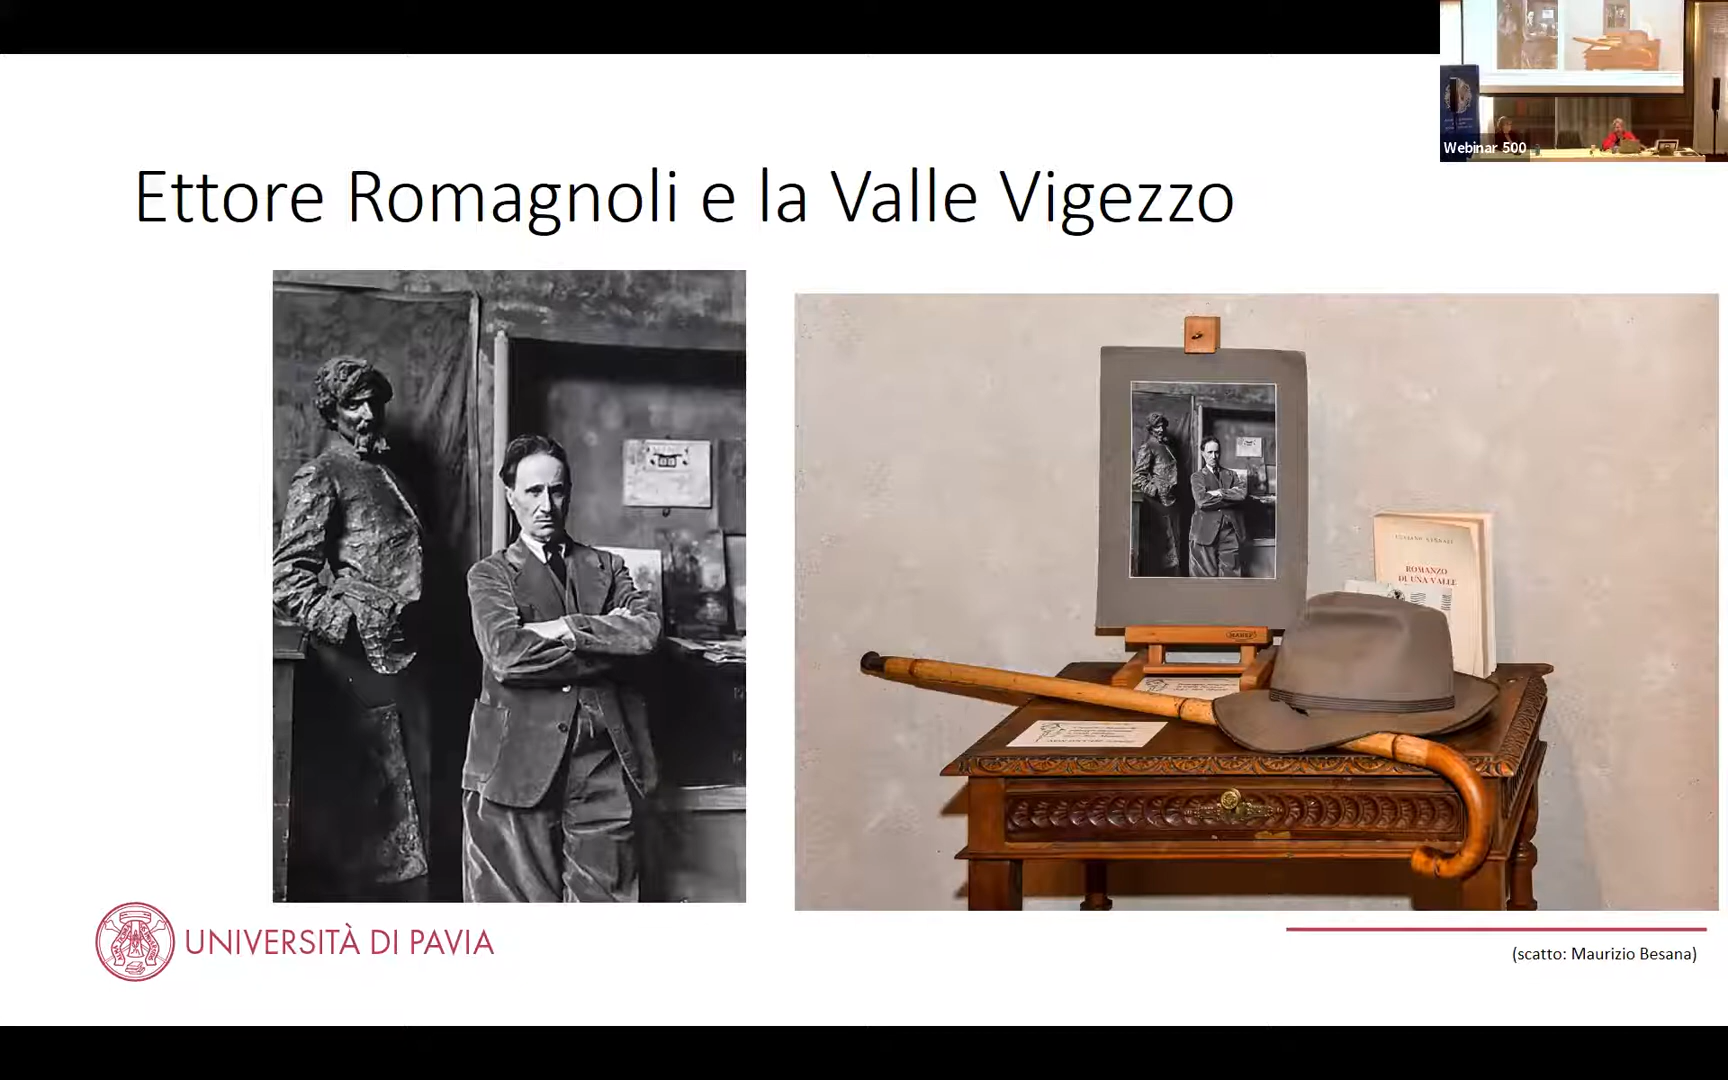 Webinar 500
Ettore Romagnoli e la Valle Vigezzo
ROMANZO
DI UNA VALLE
UNIVERSITÀ DI PAVIA
(scatto: Maurizio Besana)